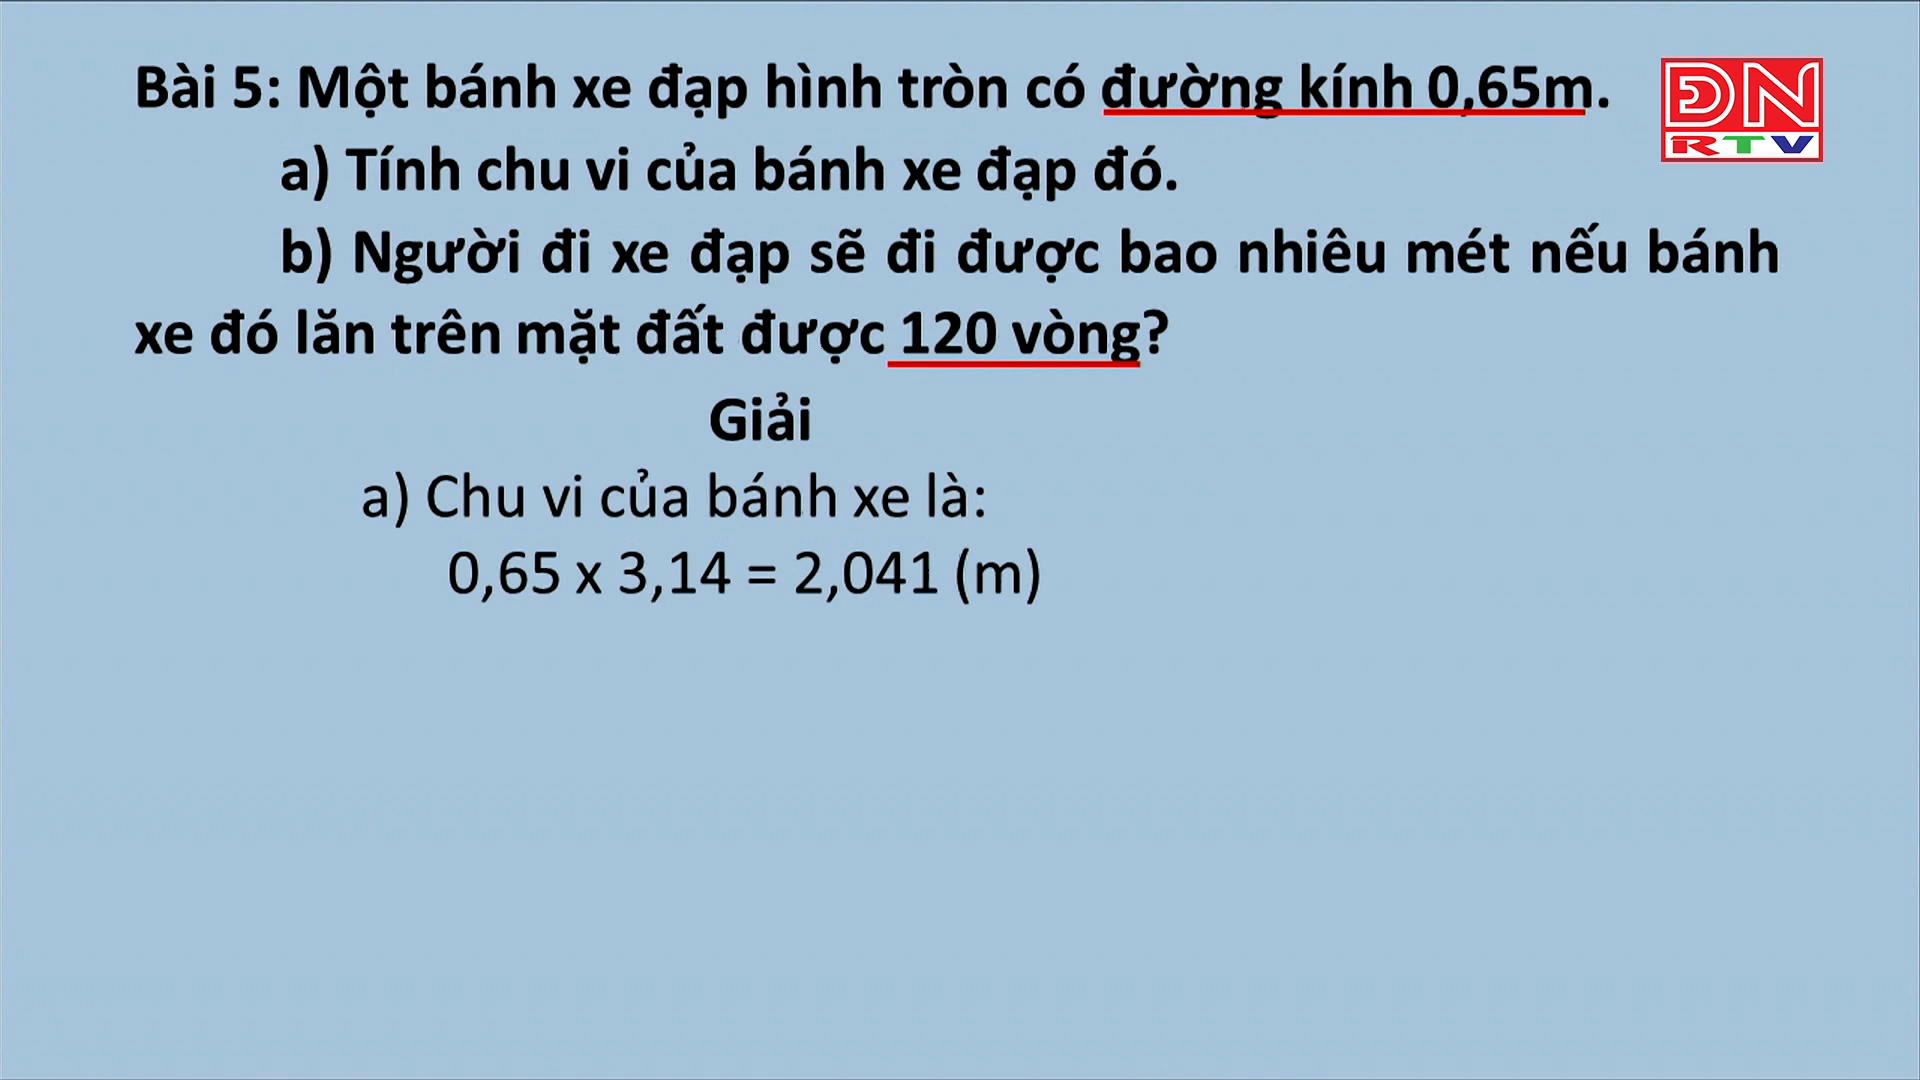 Bài 5: Một bánh xe đạp hình tròn có đường kính 0,65m.
ĐN
RTV
a) Tính chu vi của bánh xe đạp đó.
b) Người đi xe đạp sẽ đi được bao nhiêu mét nếu bánh
xe đó lăn trên mặt đất được 120 vòng?
Giải
a) Chu vi của bánh xe là:
0,65 x 3,14 = 2,041 (m)